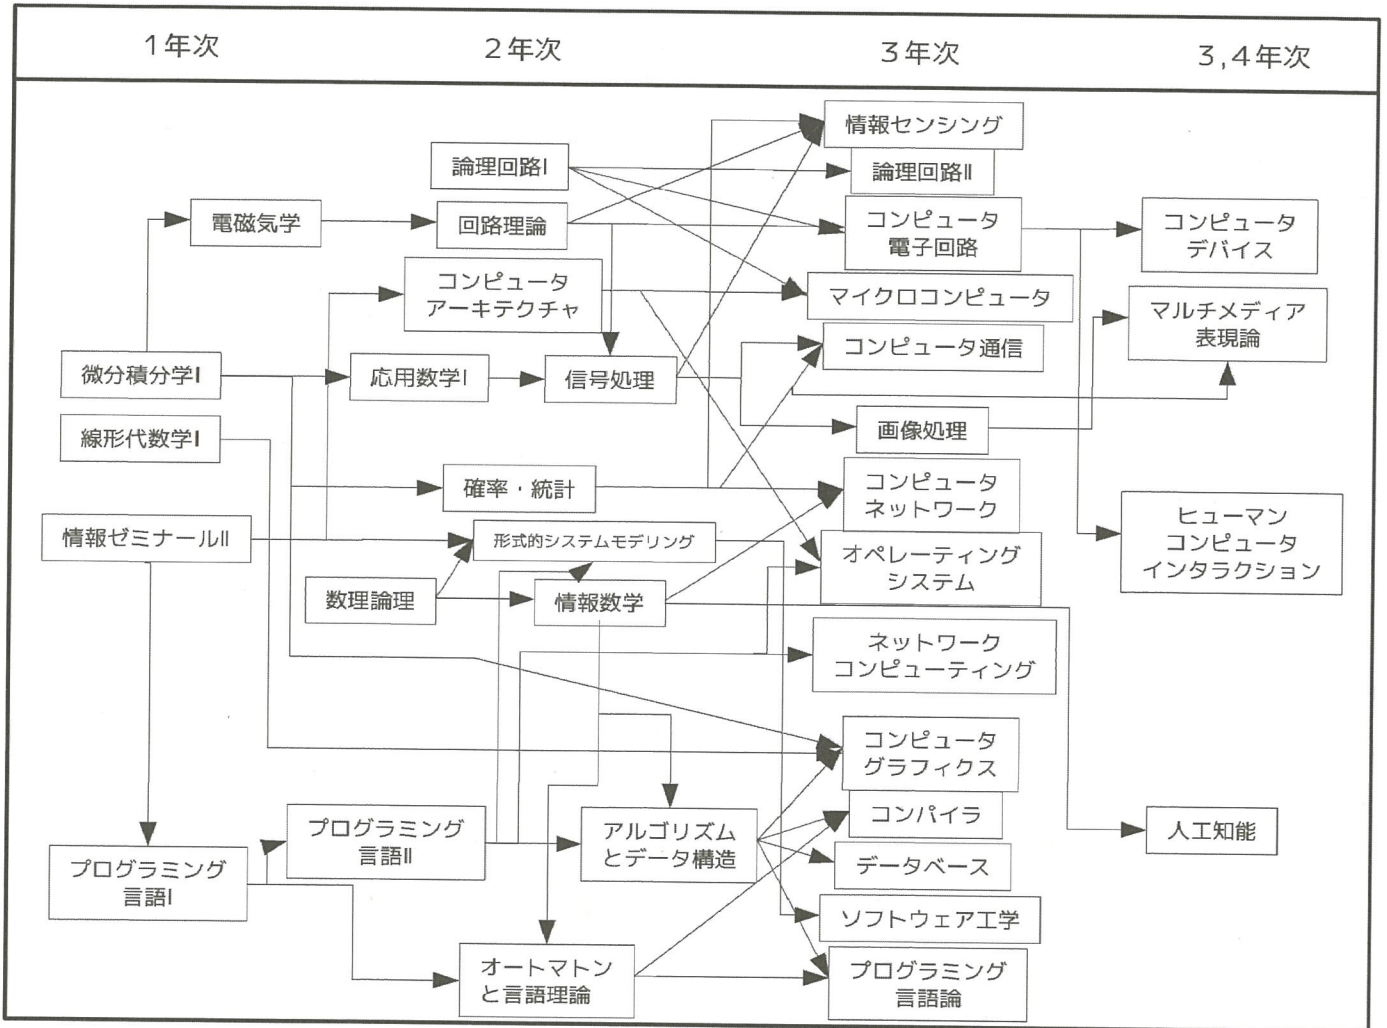 1年次
2年次
3年次
3,4年次
電磁気学
微分積分学Ⅰ
線形代数学Ⅰ
情報ゼミナールⅡ
プログラミング
言語Ⅰ
論理回路Ⅰ
回路理論
コンピュータ
アーキテクチャ
応用数学Ⅰ
信号処理
確率・統計
形式的システムモデリング
数理論理
情報数学
プログラミング
言語Ⅱ
アルゴリズム
とデータ構造
オートマトン
と言語理論
情報センシング
論理回路Ⅱ
コンピュータ
電子回路
マイクロコンピュータ
コンピュータ通信
画像処理
コンピュータ
ネットワーク
オペレーティング
システム
ネットワーク
コンピューティング
コンピュータ
グラフィクス
コンパイラ
データベース
ソフトウェア工学
プログラミング
言語論
コンピュータ
デバイス
マルチメディア
表現論
ヒューマン
コンピュータ
インタラクション
人工知能